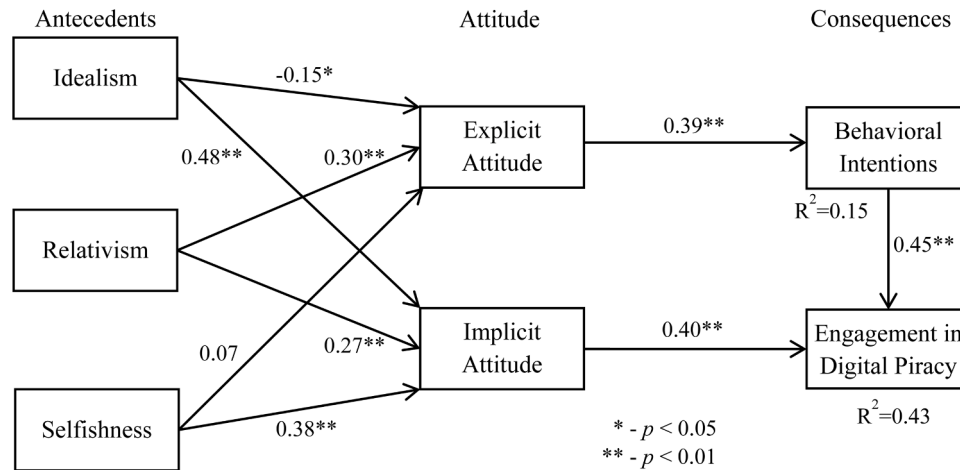 Antecedents
Attitude
Consequences
Idealism
-0.15*
Explicit
Attitude
0.39**
Behavioral
Intentions
0.48**
0.30**
R²=0.15
Relativism
0.45**
0.07
0.27**
Implicit
Attitude
0.40**
Engagement in
Digital Piracy
Selfishness
0.38**
R²=0.43
* - p < 0.05
** - p < 0.01